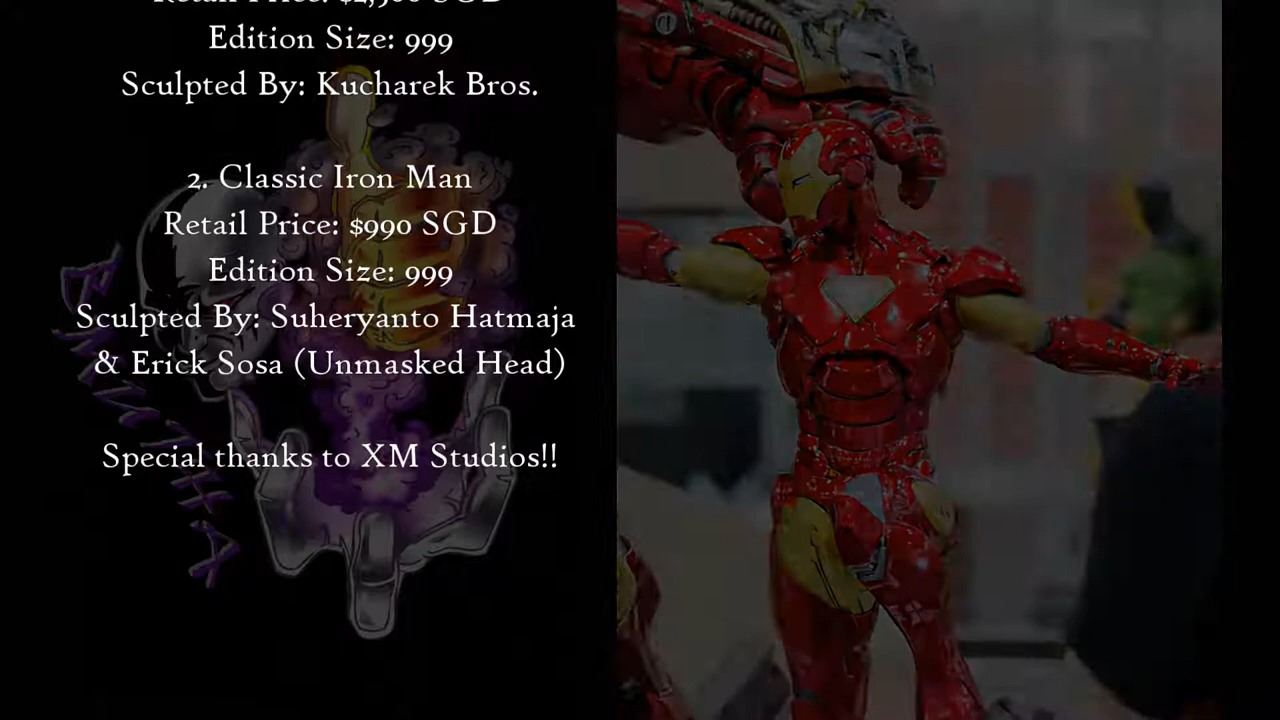 Edition Size: 999
Sculpted By: Kucharek Bros.
2. Classic Iron Man
Retail Price: $990 SGD
Edition Size: 999
Sculpted By: Suheryanto Hatmaja
& Erick Sosa (Unmasked Head)
Special thanks to XM Studios!!